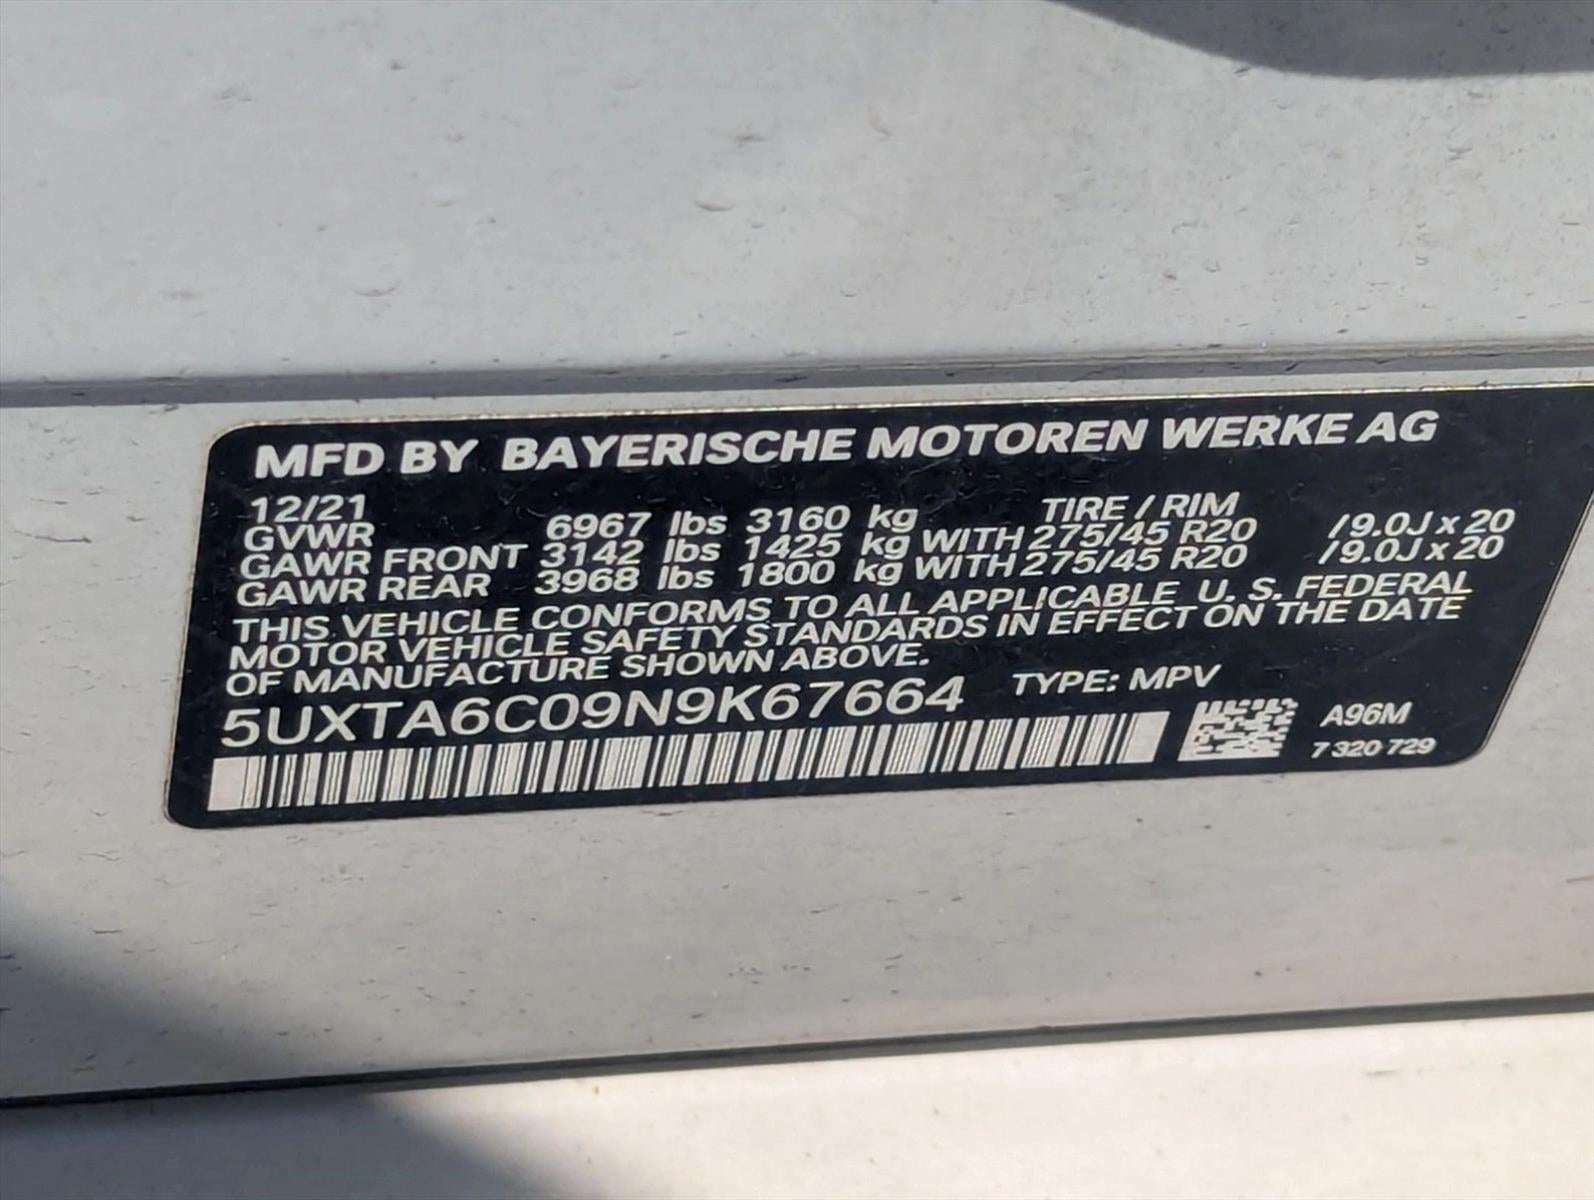 MFD BY BAYERISCHE MOTOREN WERKE AG
12/21 TIRE / RIM
GVWR 6967 lbs 3160 kg
GAWR FRONT 3142 lbs 1425 kg WITH 275/45 R20 /9.0J x 20
GAWR REAR 3968 lbs 1800 kg WITH 275/45 R20 /9.0J x 20
THIS VEHICLE CONFORMS TO ALL APPLICABLE U. S. FEDERAL
MOTOR VEHICLE SAFETY STANDARDS IN EFFECT ON THE DATE
OF MANUFACTURE SHOWN ABOVE.
5UXTA6C09N9K67664 TYPE: MPV
A96M
7 320 729